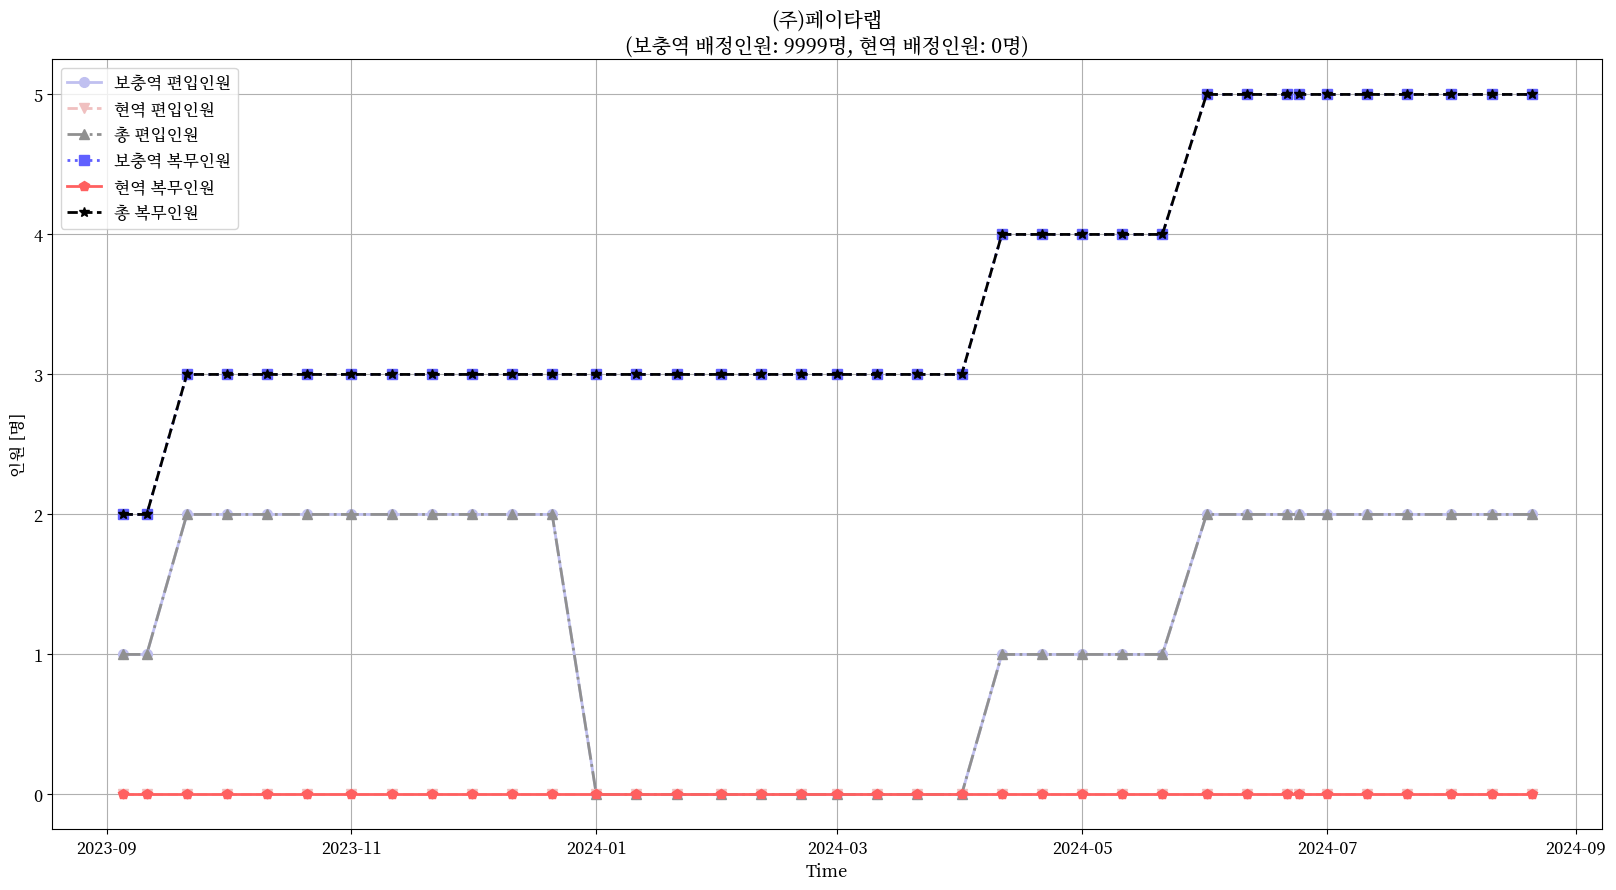 (주)페이타랩
(보충역 배정인원: 9999명, 현역 배정인원: 0명)
보충역 편입인원
현역 편입인원
총 편입인원
보충역 복무인원
현역 복무인원
총 복무인원
인원 [명]
5
4
3
2
1
0
2023-09
2023-11
2024-01
2024-03
2024-05
2024-07
2024-09
Time